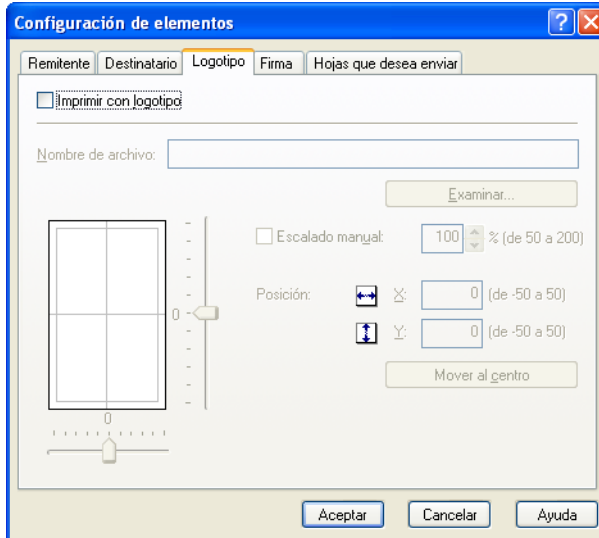 Configuración de elementos
Remitente Destinatario Logotipo Firma Hojas que desea enviar
Imprimir con logotipo
Nombre de archivo:
Examinar...
Escalado manual: 100 % (de 50 a 200)
Posición: X: 0 (de -50 a 50)
0
Y: 0 (de -50 a 50)
Mover al centro
0
Aceptar Cancelar Ayuda